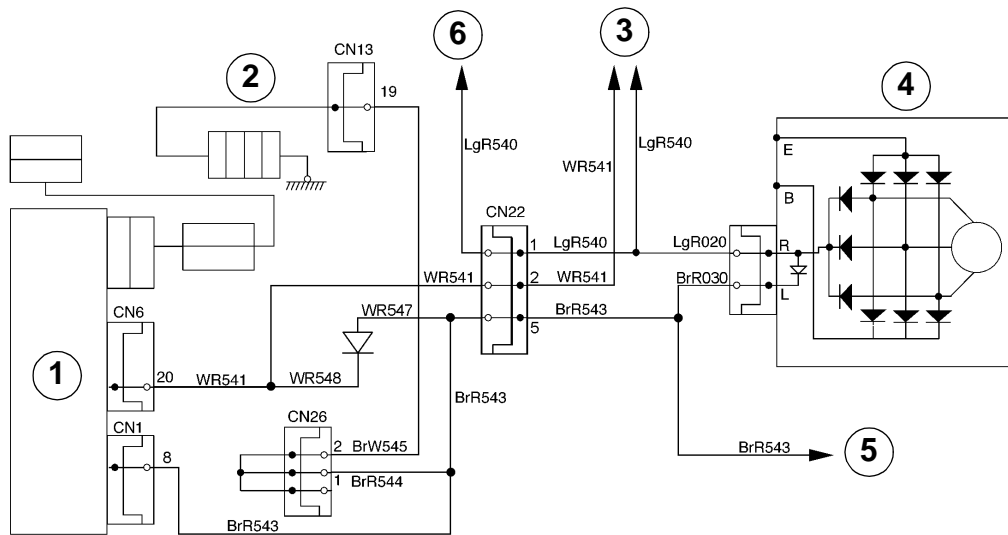 6
3
CN13
2
4
19
LgR540
LgR540
E
WR541
B
CN22
1
LgR540
LgR020
R
WR541
2
WR541
BrR030
L
CN6
WR547
BrR543
5
1
20
WR541
WR548
BrR543
CN26
CN1
2
BrW545
BrR543
5
8
1
BrR544
BrR543